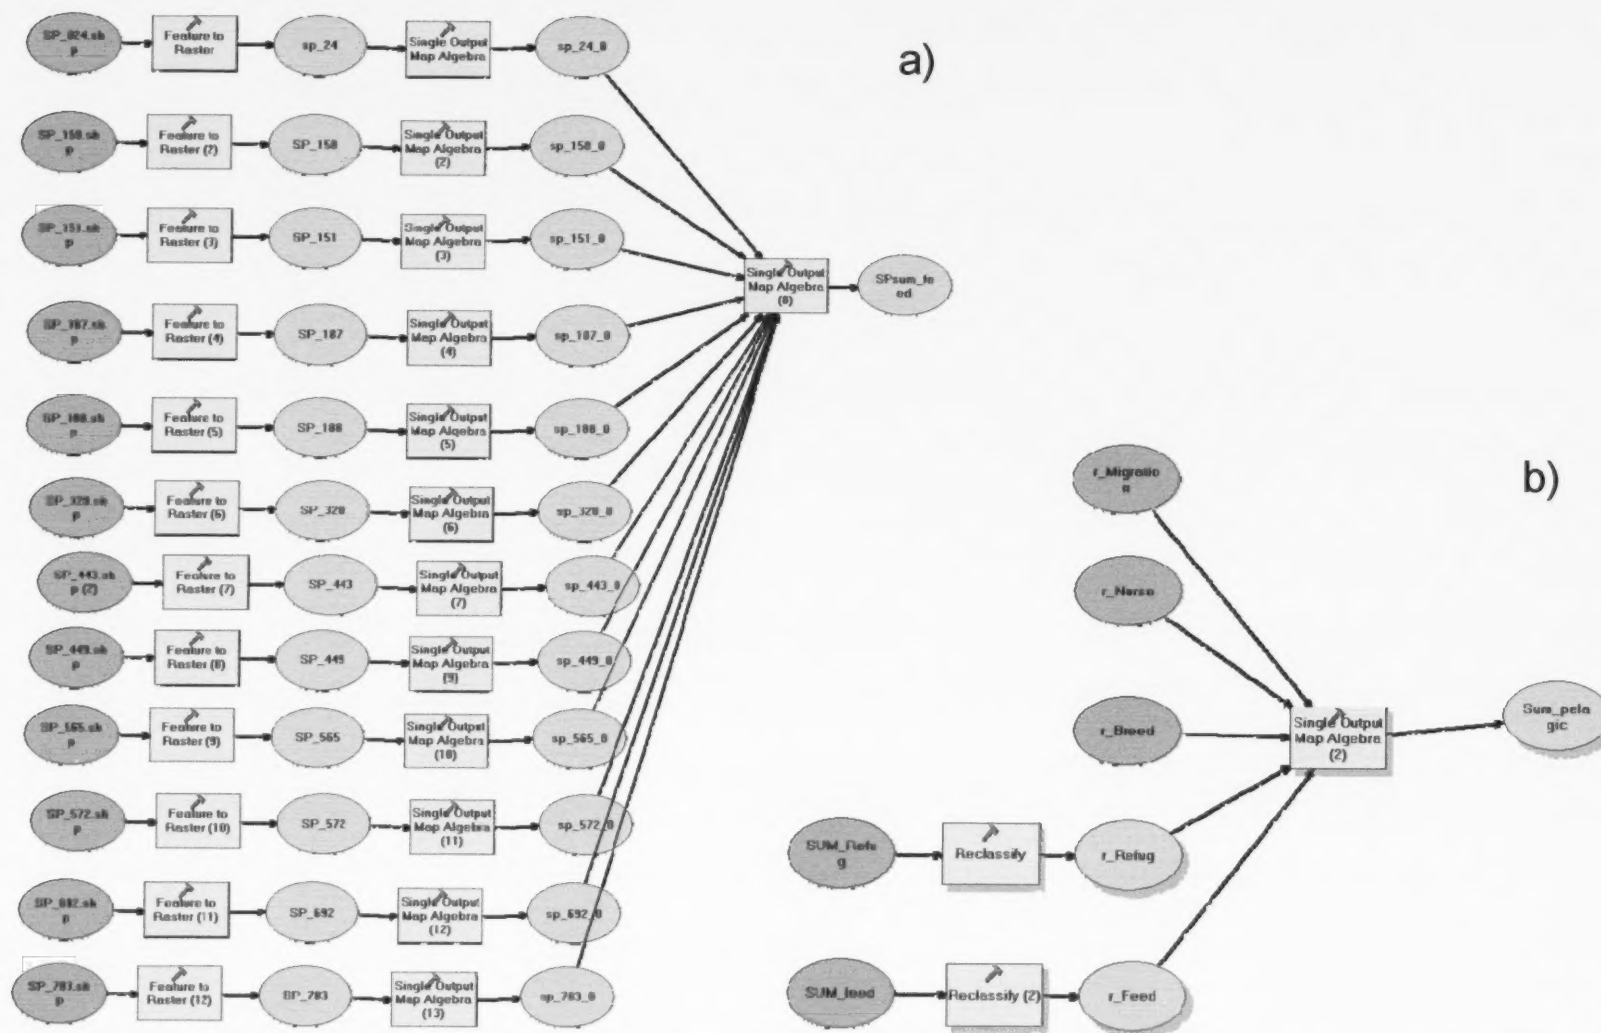 a)
SP_024.sh
p
Feature to
Raster
sp_24
Single Output
Map Algebra
sp_24_0
SP_150.sh
p
Feature to
Raster (2)
SP_150
Single Output
Map Algebra
(2)
sp_150_0
SP_151.sh
p
Feature to
Raster (3)
SP_151
Single Output
Map Algebra
(3)
sp_151_0
SP_187.sh
p
Feature to
Raster (4)
SP_187
Single Output
Map Algebra
(4)
sp_187_0
SP_188.sh
p
Feature to
Raster (5)
SP_188
Single Output
Map Algebra
(5)
sp_188_0
SP_320.sh
p
Feature to
Raster (6)
SP_320
Single Output
Map Algebra
(6)
sp_320_0
SP_443.sh
p (2)
Feature to
Raster (7)
SP_443
Single Output
Map Algebra
(7)
sp_443_0
SP_449.sh
p
Feature to
Raster (8)
SP_449
Single Output
Map Algebra
(9)
sp_449_0
SP_565.sh
p
Feature to
Raster (9)
SP_565
Single Output
Map Algebra
(10)
sp_565_0
SP_572.sh
p
Feature to
Raster (10)
SP_572
Single Output
Map Algebra
(11)
sp_572_0
SP_692.sh
p
Feature to
Raster (11)
SP_692
Single Output
Map Algebra
(12)
sp_692_0
SP_783.sh
p
Feature to
Raster (12)
SP_783
Single Output
Map Algebra
(13)
sp_783_0
Single Output
Map Algebra
(8)
SPsum_fe
ed
b)
r_Migratio
n
r_Nurse
r_Breed
SUM_Refu
g
Reclassify
r_Refug
SUM_feed
Reclassify (2)
r_Feed
Single Output
Map Algebra
(2)
Sum_pela
gic